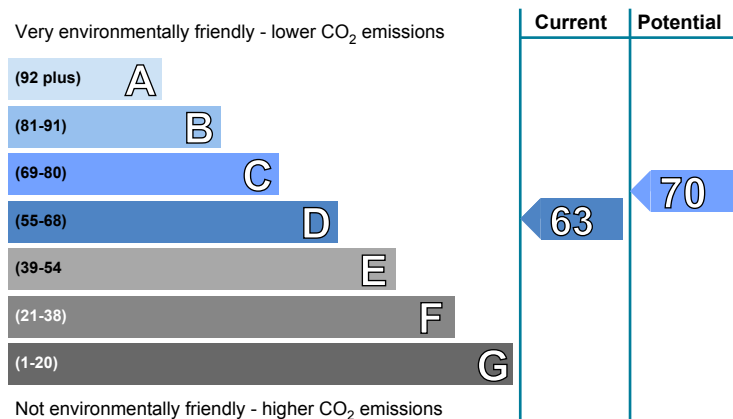 Very environmentally friendly - lower CO₂ emissions
Current
Potential
(92 plus) A
(81-91) B
(69-80) C
(55-68) D
(39-54 E
(21-38) F
(1-20) G
63
70
Not environmentally friendly - higher CO₂ emissions